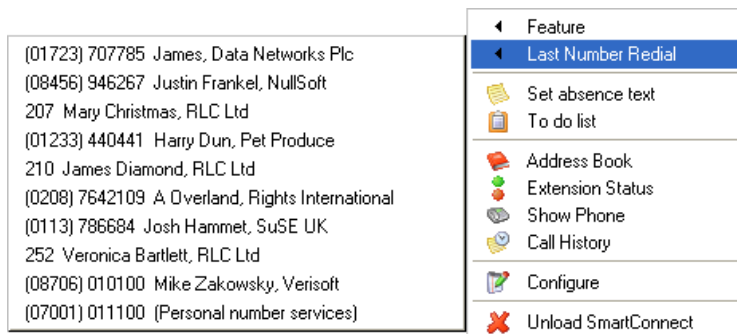 (01723) 707785 James, Data Networks Plc
(08456) 946267 Justin Frankel, NullSoft
207 Mary Christmas, RLC Ltd
(01233) 440441 Harry Dun, Pet Produce
210 James Diamond, RLC Ltd
(0208) 7642109 A Overland, Rights International
(0113) 786684 Josh Hammet, SuSE UK
252 Veronica Bartlett, RLC Ltd
(08706) 010100 Mike Zakowsky, Verisoft
(07001) 011100 (Personal number services)
Feature
Last Number Redial
Set absence text
To do list
Address Book
Extension Status
Show Phone
Call History
Configure
Unload SmartConnect